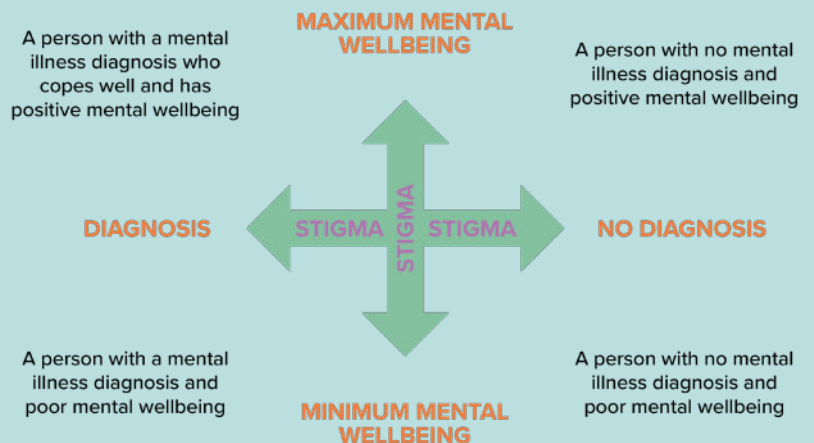 MAXIMUM MENTAL
WELLBEING
A person with a mental
illness diagnosis who
copes well and has
positive mental wellbeing
A person with no mental
illness diagnosis and
positive mental wellbeing
DIAGNOSIS
STIGMA
STIGMA
STIGMA
NO DIAGNOSIS
A person with a mental
illness diagnosis and
poor mental wellbeing
A person with no mental
illness diagnosis and
poor mental wellbeing
MINIMUM MENTAL
WELLBEING